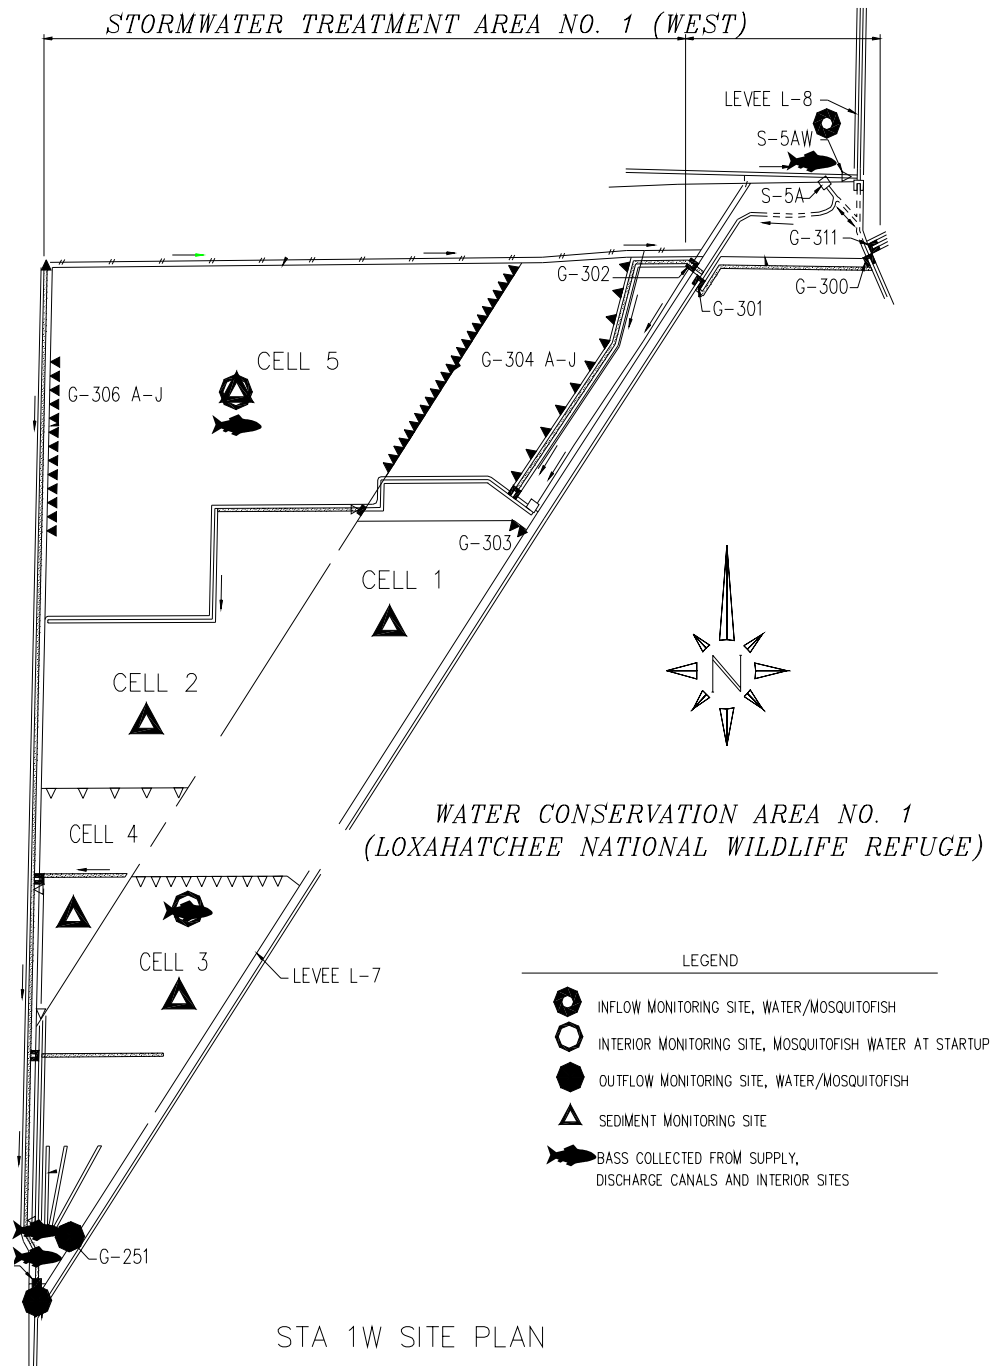 STORMWATER TREATMENT AREA NO. 1 (WEST)
LEVEE L-8
S-5AW
S-5A
G-311
G-302
G-300
G-301
CELL 5
G-304 A-J
G-306 A-J
G-303
CELL 1
CELL 2
N
WATER CONSERVATION AREA NO. 1
(LOXAHATCHEE NATIONAL WILDLIFE REFUGE)
CELL 4
CELL 3
LEVEE L-7
LEGEND
INFLOW MONITORING SITE, WATER/MOSQUITOFISH
INTERIOR MONITORING SITE, MOSQUITOFISH WATER AT STARTUP
OUTFLOW MONITORING SITE, WATER/MOSQUITOFISH
SEDIMENT MONITORING SITE
BASS COLLECTED FROM SUPPLY,
DISCHARGE CANALS AND INTERIOR SITES
G-251
STA 1W SITE PLAN